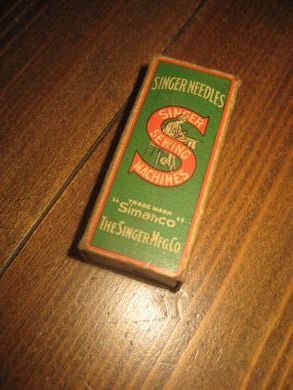 SINGER NEEDLES
SINGER
SEWING
MACHINES
TRADE MARK
"Simanco"
THE SINGER MFG CO